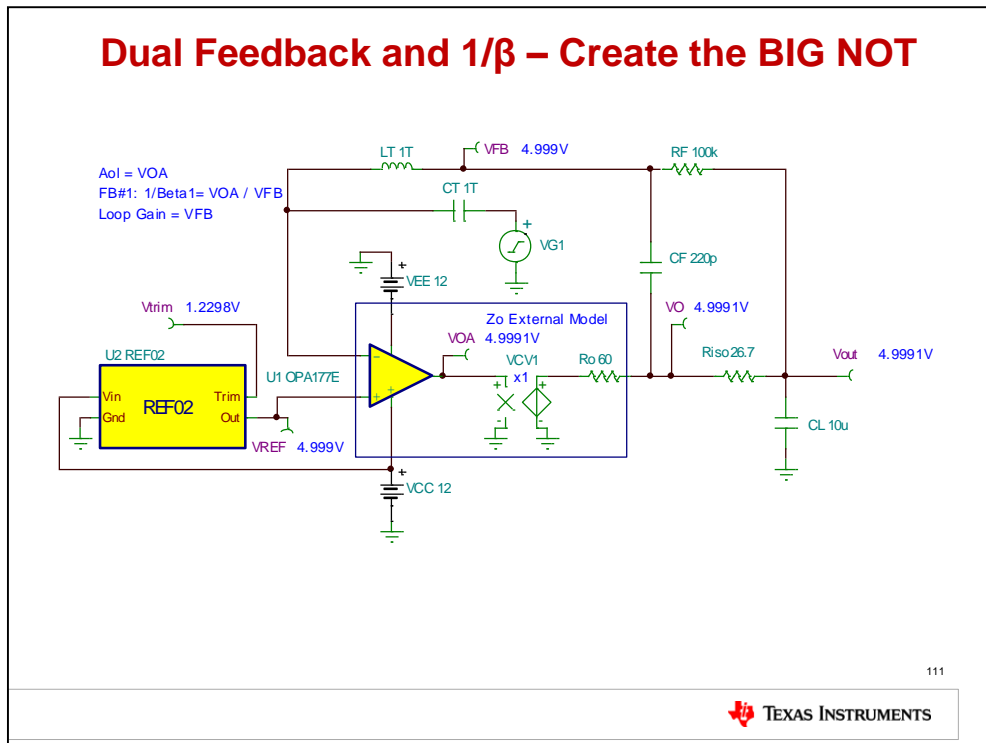 Dual Feedback and 1/β – Create the BIG NOT
LT 1T
VFB 4.999V
RF 100k
Aol = VOA
FB#1: 1/Beta1= VOA / VFB
Loop Gain = VFB
CT 1T
+
VG1
CF 220p
+
VEE 12
Vtrim 1.2298V
Zo External Model
VOA 4.9991V
VO 4.9991V
U2 REF02
U1 OPA177E
VCV1
x1
Ro 60
Riso 26.7
Vout 4.9991V
Vin
Trim
REF02
Gnd
Out
−
+
+
+
-
+
-
VREF 4.999V
CL 10u
+
VCC 12
111
TEXAS INSTRUMENTS